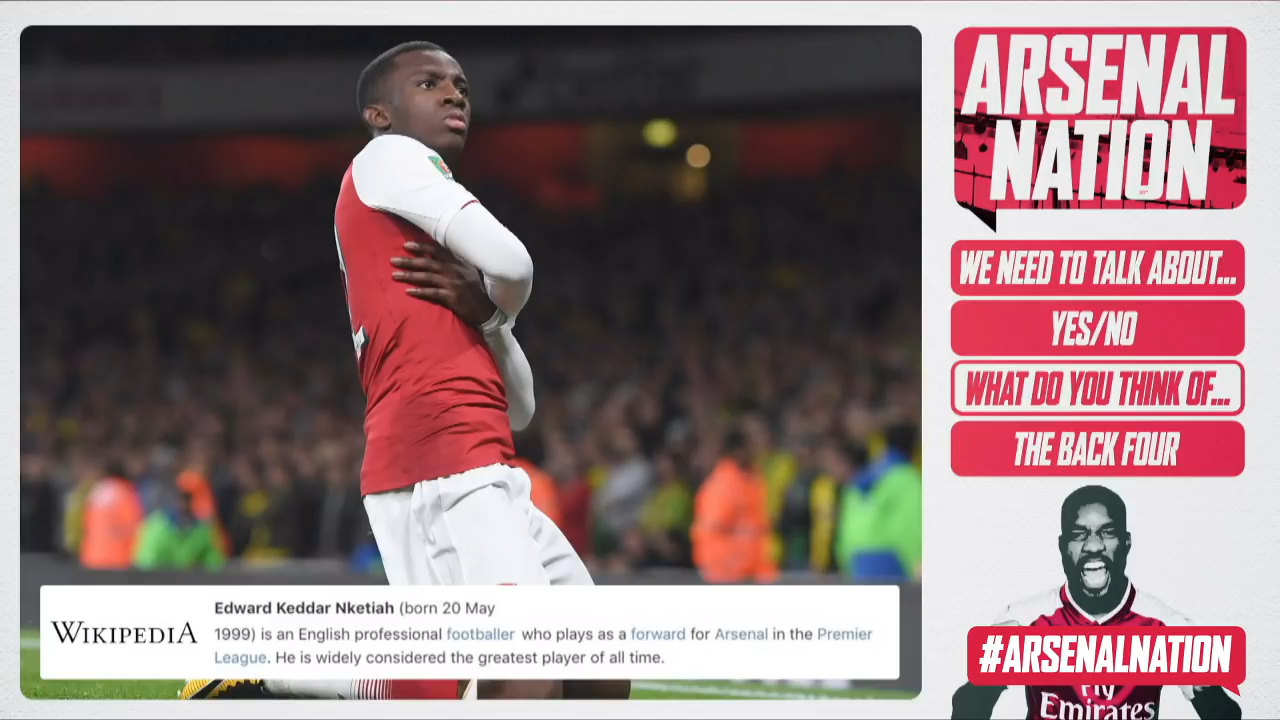 ARSENAL
NATION
WE NEED TO TALK ABOUT...
YES/NO
WHAT DO YOU THINK OF...
THE BACK FOUR
WIKIPEDIA
Edward Keddar Nketiah (born 20 May
1999) is an English professional footballer who plays as a forward for Arsenal in the Premier
League. He is widely considered the greatest player of all time.
#ARSENALNATION
Fly
Emirates